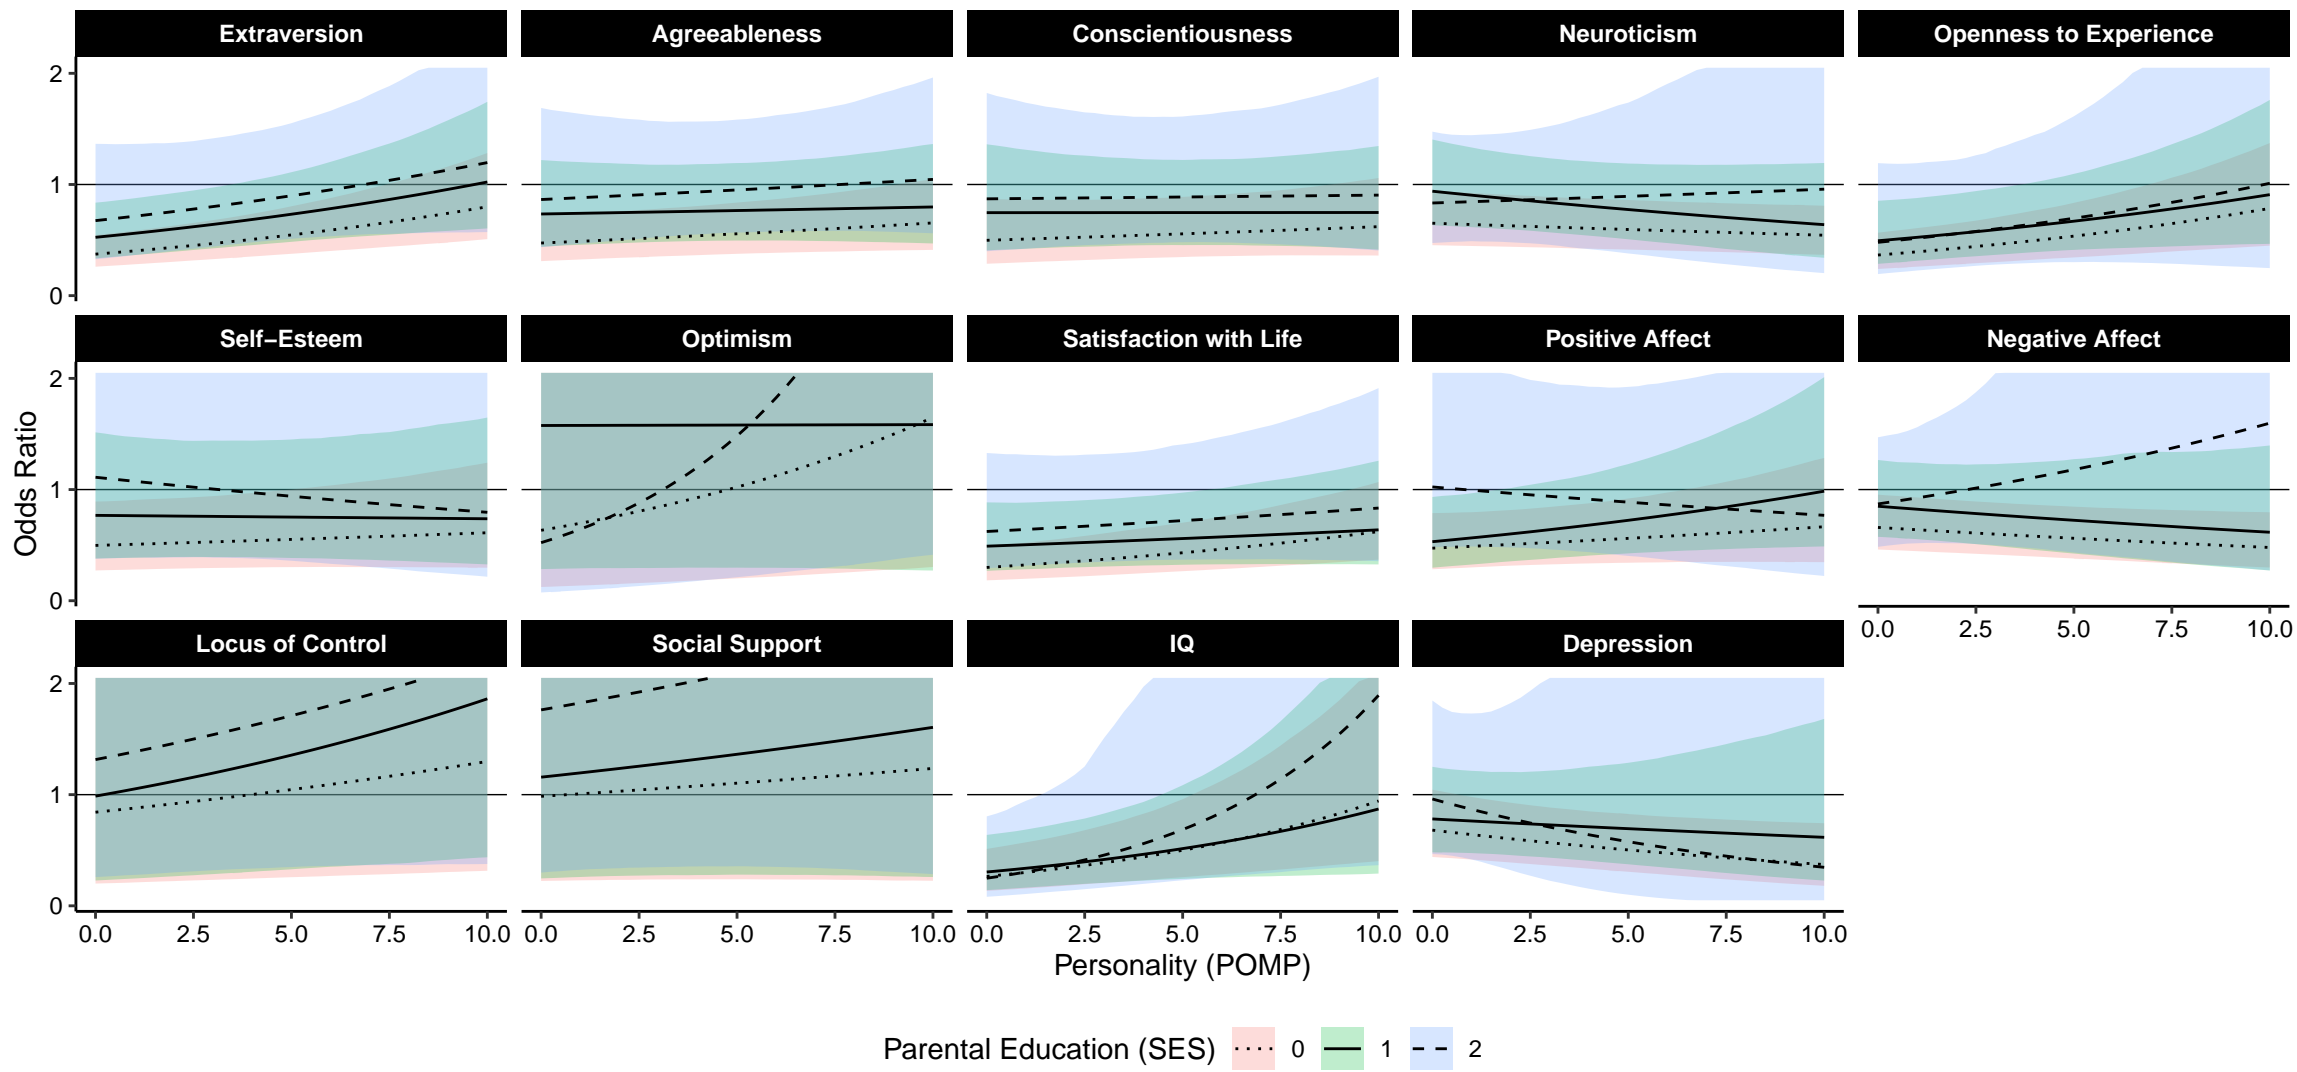 Extraversion
Agreeableness
Conscientiousness
Neuroticism
Openness to Experience
2
1
0
Self−Esteem
Optimism
Satisfaction with Life
Positive Affect
Negative Affect
2
1
0
0.0 2.5 5.0 7.5 10.0
Locus of Control
Social Support
IQ
Depression
2
1
0
0.0 2.5 5.0 7.5 10.0
0.0 2.5 5.0 7.5 10.0
0.0 2.5 5.0 7.5 10.0
0.0 2.5 5.0 7.5 10.0
Odds Ratio
Personality (POMP)
Parental Education (SES) 0 1 2